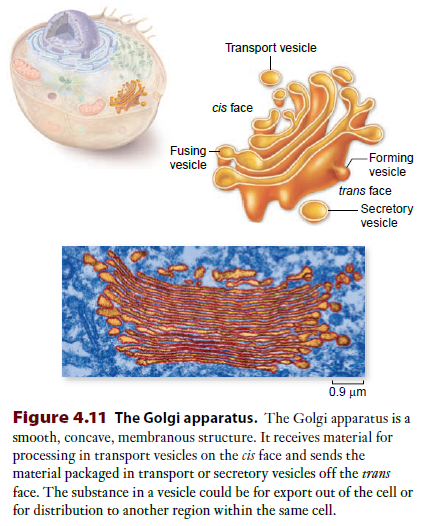 Transport vesicle
cis face
Fusing
vesicle
Forming
vesicle
trans face
Secretory
vesicle
0.9 μm
Figure 4.11 The Golgi apparatus. The Golgi apparatus is a
smooth, concave, membranous structure. It receives material for
processing in transport vesicles on the cis face and sends the
material packaged in transport or secretory vesicles off the trans
face. The substance in a vesicle could be for export out of the cell or
for distribution to another region within the same cell.